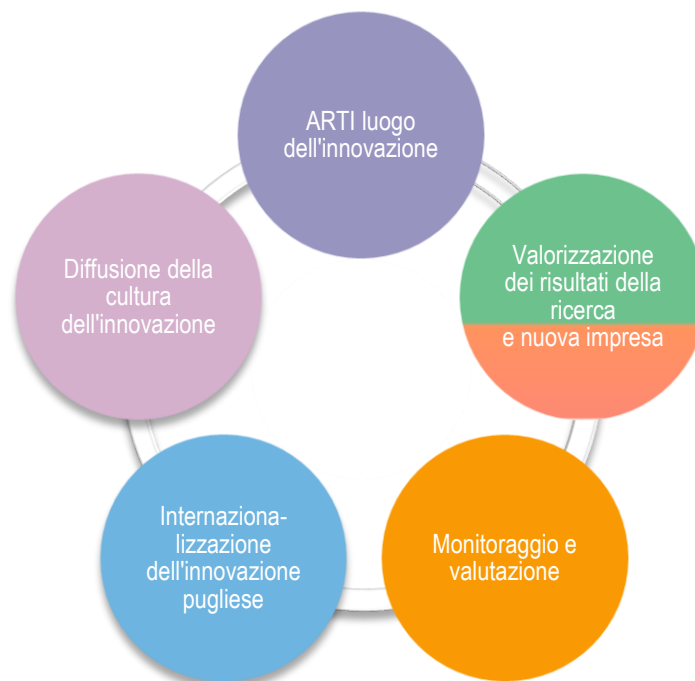 ARTI luogo
dell'innovazione
Valorizzazione
dei risultati della
ricerca
e nuova impresa
Monitoraggio e
valutazione
Internaziona-
lizzazione
dell'innovazione
pugliese
Diffusione della
cultura
dell'innovazione